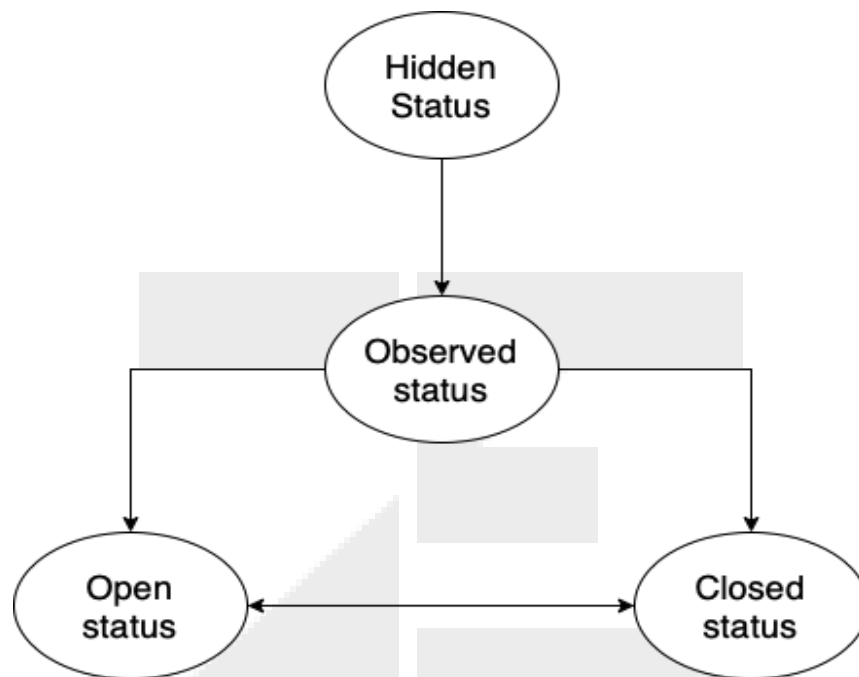 Hidden
Status
Observed
status
Open
status
Closed
status